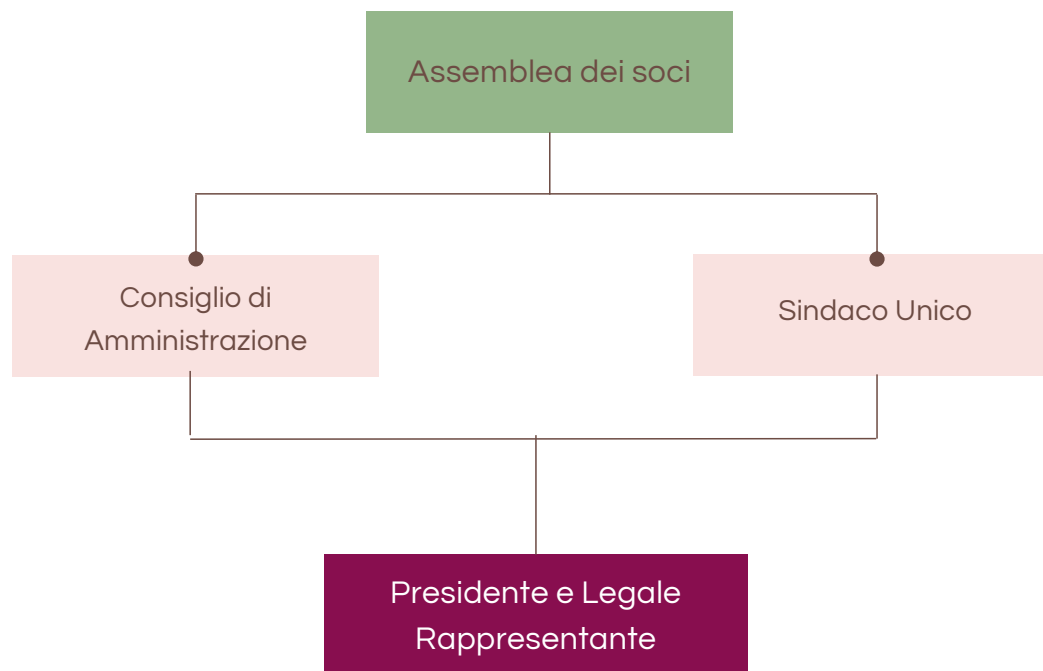 Assemblea dei soci
Consiglio di
Amministrazione
Sindaco Unico
Presidente e Legale
Rappresentante